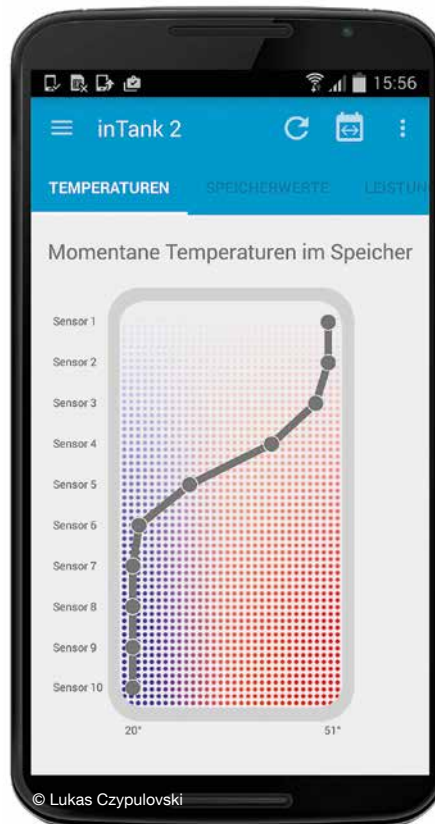 15:56
inTank 2
TEMPERATUREN SPEICHERWERTE LEISTUN
Momentane Temperaturen im Speicher
Sensor 1
Sensor 2
Sensor 3
Sensor 4
Sensor 5
Sensor 6
Sensor 7
Sensor 8
Sensor 9
Sensor 10
20° 51°
© Lukas Czypulovski